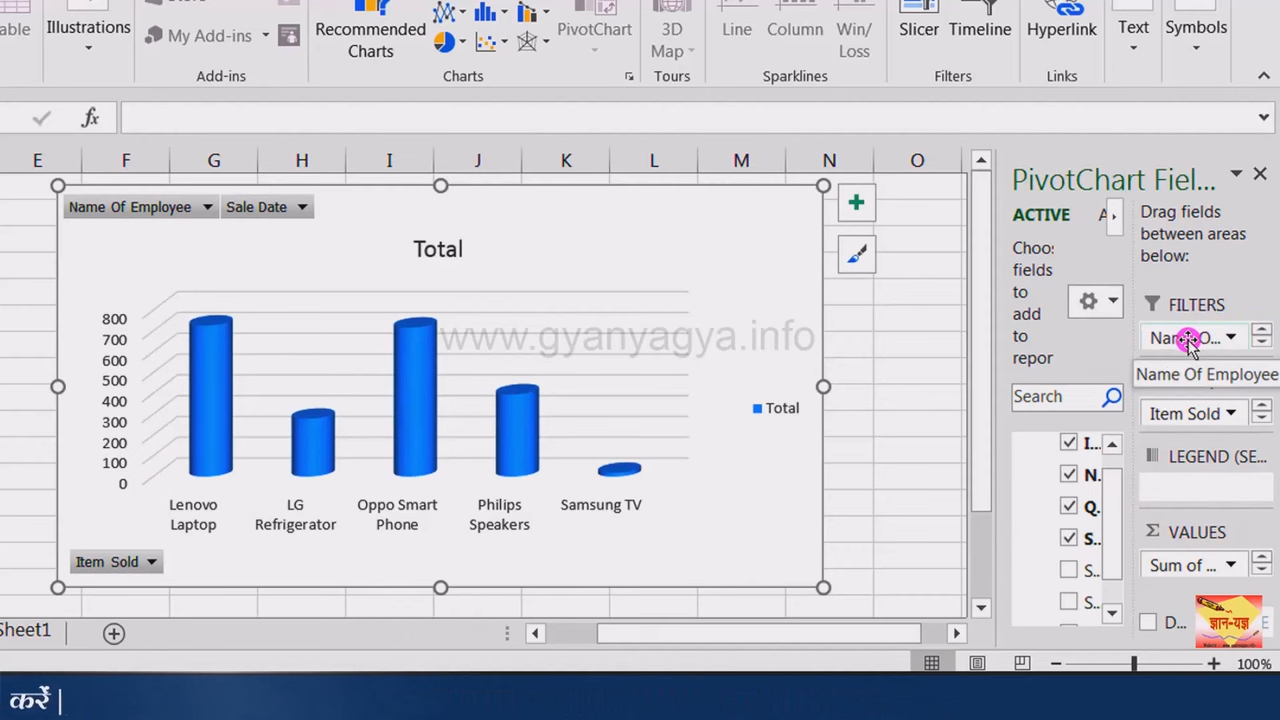 able
Illustrations
My Add-ins
Add-ins
Recommended
Charts
PivotChart
Charts
3D
Map
Tours
Line
Column
Win/
Loss
Sparklines
Slicer
Timeline
Filters
Hyperlink
Links
Text
Symbols
fx
E F G H I J K L M N O
Name Of Employee
Sale Date
Total
800
700
600
500
400
300
200
100
0
Lenovo
Laptop
LG
Refrigerator
Oppo Smart
Phone
Philips
Speakers
Samsung TV
Total
Item Sold
www.gyanyagya.info
PivotChart Fiel...
ACTIVE
Choo
fields
to
add
to
repor
Search
I...
N.
Q.
S..
S..
S..
Drag fields
between areas
below:
FILTERS
Name Of Employee
Item Sold
LEGEND (SE...
Σ VALUES
Sum of ...
D...
ज्ञान-यज्ञ
E
Sheet1
100%
करें |